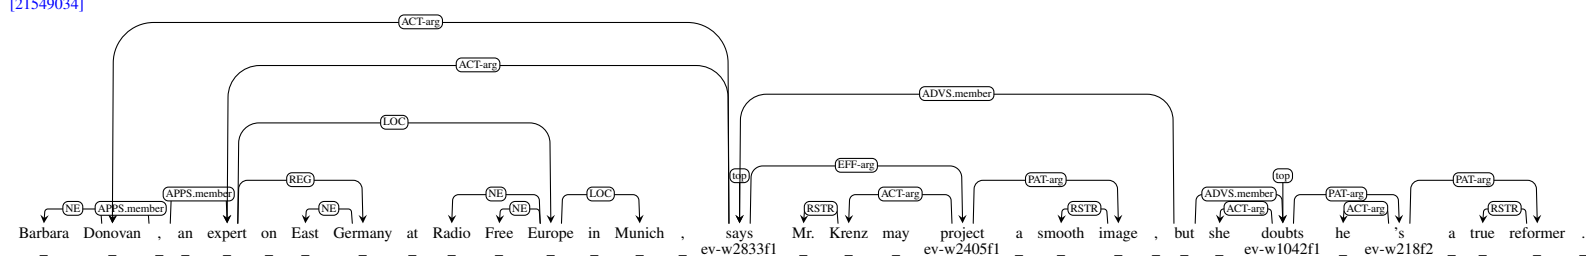 [21549034]
ACT-arg
ACT-arg
ADVS.member
LOC
EFF-arg
top
top
REG
PAT-arg
PAT-arg
PAT-arg
APPS.member
NE
LOC
ACT-arg
ADVS.member
NE
APPS.member
NE
NE
RSTR
RSTR
ACT-arg
ACT-arg
RSTR
Barbara Donovan , an expert on East Germany at Radio Free Europe in Munich , says Mr. Krenz may project a smooth image , but she doubts he 's a true reformer .
_ _ _ _ _ _ _ _ _ _ _ _ _ _ _ ev-w2833f1 _ _ _ ev-w2405f1 _ _ _ _ _ _ ev-w1042f1 _ ev-w218f2 _ _ _ _